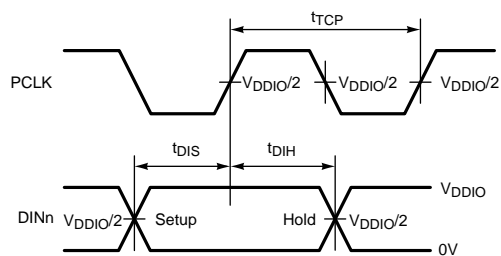 tTCP
PCLK
VDDIO/2
VDDIO/2
VDDIO/2
tDIS
tDIH
VDDIO
DINn
VDDIO/2
Setup
Hold
VDDIO/2
0V